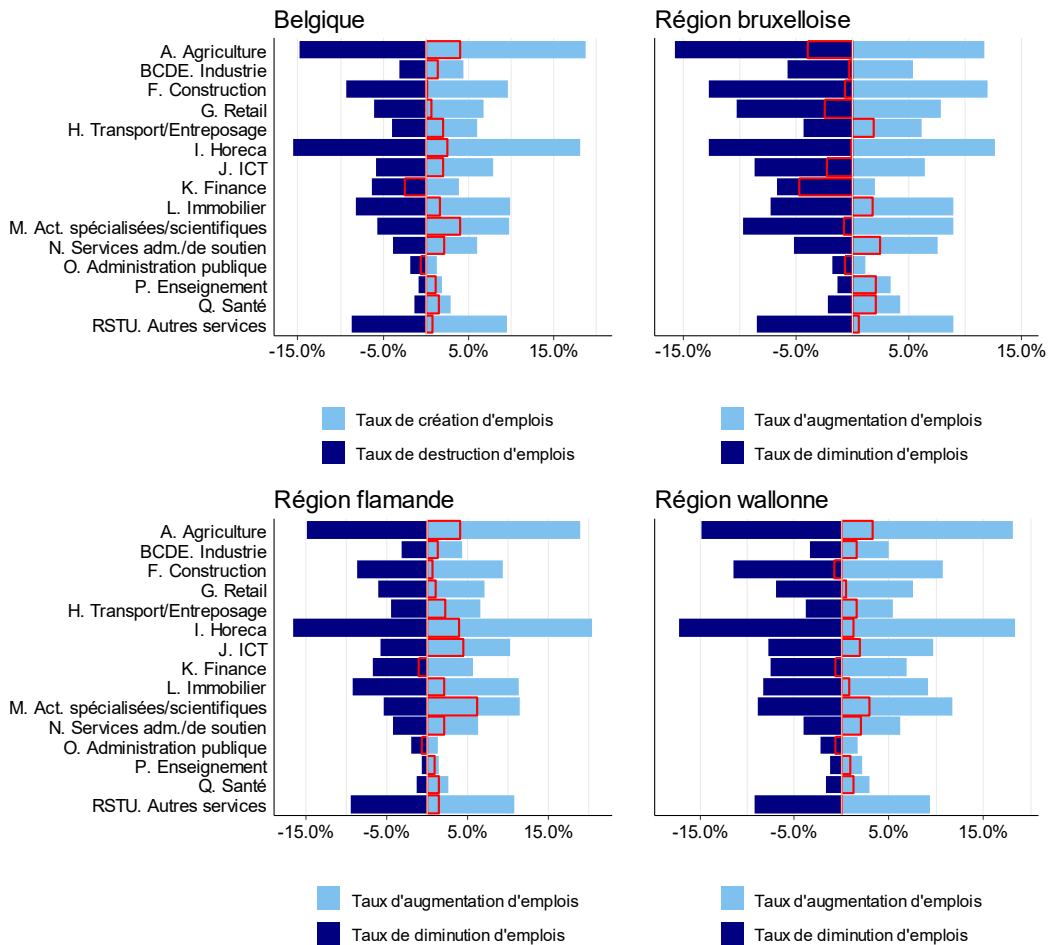 Belgique
Région bruxelloise
A. Agriculture
BCDE. Industrie
F. Construction
G. Retail
H. Transport/Entreposage
I. Horeca
J. ICT
K. Finance
L. Immobilier
M. Act. spécialisées/scientifiques
N. Services adm./de soutien
O. Administration publique
P. Enseignement
Q. Santé
RSTU. Autres services
-15.0% -5.0% 5.0% 15.0%
-15.0% -5.0% 5.0% 15.0%
Taux de création d'emplois
Taux de destruction d'emplois
Taux d'augmentation d'emplois
Taux de diminution d'emplois
Région flamande
Région wallonne
A. Agriculture
BCDE. Industrie
F. Construction
G. Retail
H. Transport/Entreposage
I. Horeca
J. ICT
K. Finance
L. Immobilier
M. Act. spécialisées/scientifiques
N. Services adm./de soutien
O. Administration publique
P. Enseignement
Q. Santé
RSTU. Autres services
-15.0% -5.0% 5.0% 15.0%
-15.0% -5.0% 5.0% 15.0%
Taux d'augmentation d'emplois
Taux de diminution d'emplois
Taux d'augmentation d'emplois
Taux de diminution d'emplois